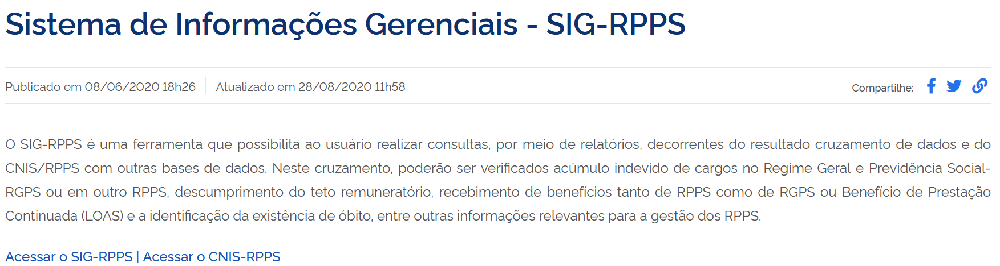 Sistema de Informações Gerenciais - SIG-RPPS
Publicado em 08/06/2020 18h26 Atualizado em 28/08/2020 11h58 Compartilhe:
O SIG-RPPS é uma ferramenta que possibilita ao usuário realizar consultas, por meio de relatórios, decorrentes do resultado cruzamento de dados e do
CNIS/RPPS com outras bases de dados. Neste cruzamento, poderão ser verificados acúmulo indevido de cargos no Regime Geral e Previdência Social-
RGPS ou em outro RPPS, descumprimento do teto remuneratório, recebimento de benefícios tanto de RPPS como de RGPS ou Benefício de Prestação
Continuada (LOAS) e a identificação da existência de óbito, entre outras informações relevantes para a gestão dos RPPS.
Acessar o SIG-RPPS | Acessar o CNIS-RPPS